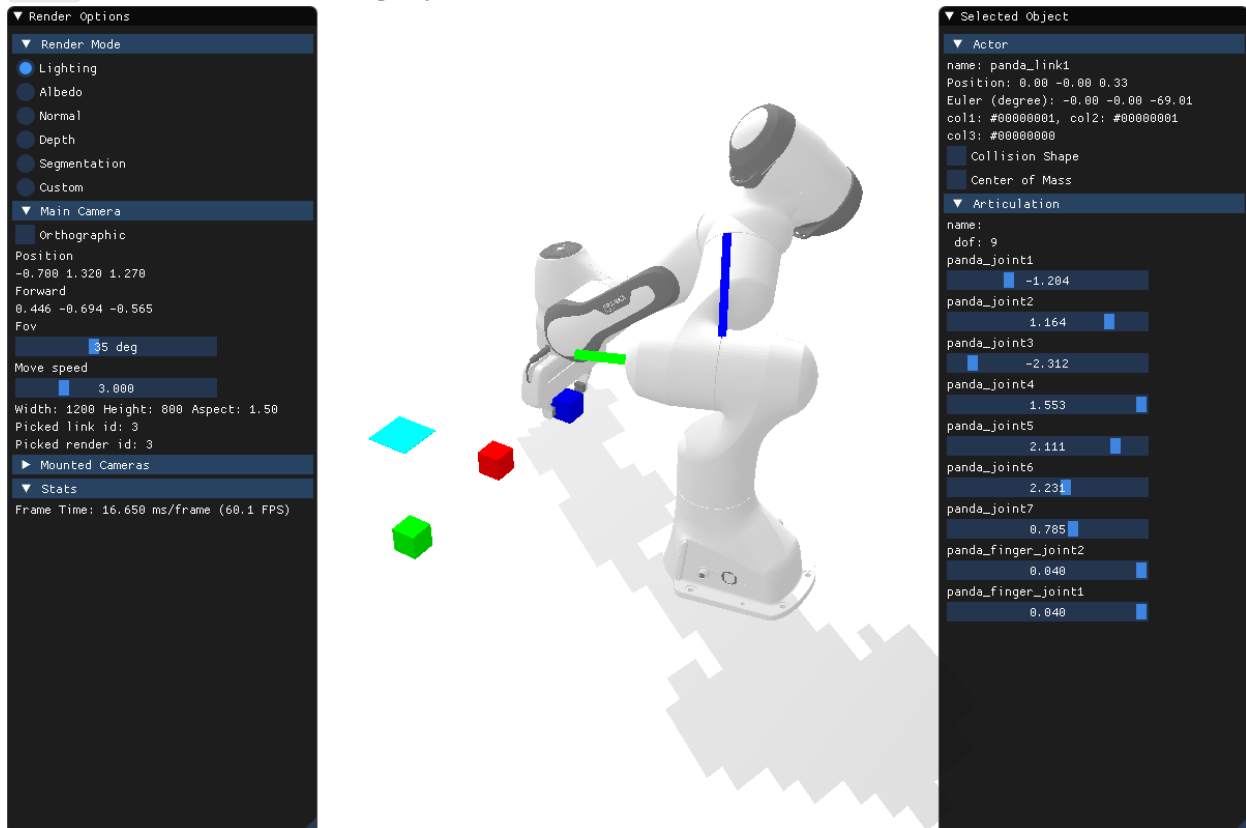 Render Options
Render Mode
Lighting
Albedo
Normal
Depth
Segmentation
Custom
Main Camera
Orthographic
Position
-0.700 1.320 1.270
Forward
0.446 -0.694 -0.565
Fov
35 deg
Move speed
3.000
Width: 1200 Height: 800 Aspect: 1.50
Picked link id: 3
Picked render id: 3
Mounted Cameras
Stats
Frame Time: 16.650 ms/frame (60.1 FPS)
Selected Object
Actor
name: panda_link1
Position: 0.00 -0.00 0.33
Euler (degree): -0.00 -0.00 -69.01
col1: #00000001, col2: #00000001
col3: #00000000
Collision Shape
Center of Mass
Articulation
name:
dof: 9
panda_joint1
-1.204
panda_joint2
1.164
panda_joint3
-2.312
panda_joint4
1.553
panda_joint5
2.111
panda_joint6
2.231
panda_joint7
0.785
panda_finger_joint2
0.040
panda_finger_joint1
0.040